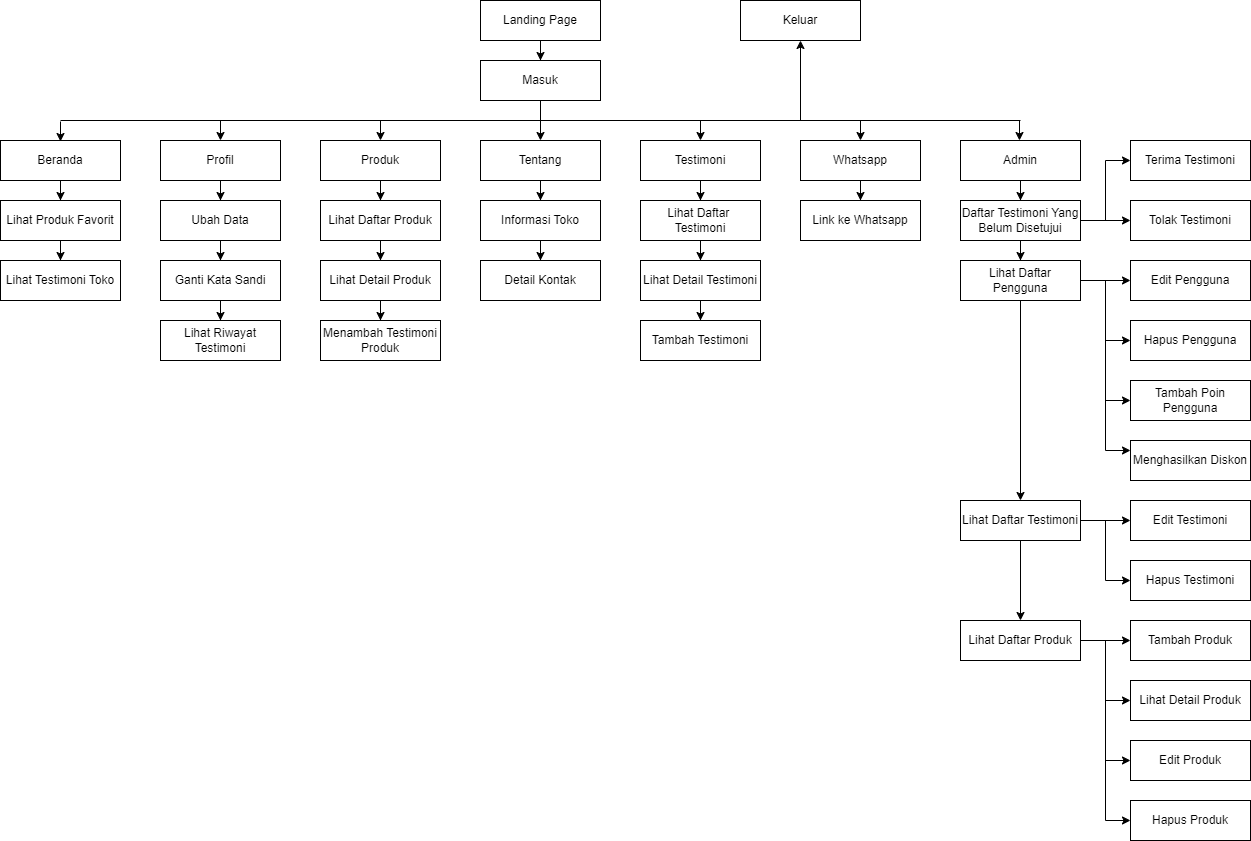 Landing Page
Keluar
Masuk
Beranda
Profil
Produk
Tentang
Testimoni
Whatsapp
Admin
Terima Testimoni
Lihat Produk Favorit
Ubah Data
Lihat Daftar Produk
Informasi Toko
Lihat Daftar
Testimoni
Link ke Whatsapp
Daftar Testimoni Yang
Belum Disetujui
Tolak Testimoni
Lihat Testimoni Toko
Ganti Kata Sandi
Lihat Detail Produk
Detail Kontak
Lihat Detail Testimoni
Lihat Daftar
Pengguna
Edit Pengguna
Lihat Riwayat
Testimoni
Menambah Testimoni
Produk
Tambah Testimoni
Hapus Pengguna
Tambah Poin
Pengguna
Menghasilkan Diskon
Lihat Daftar Testimoni
Edit Testimoni
Hapus Testimoni
Lihat Daftar Produk
Tambah Produk
Lihat Detail Produk
Edit Produk
Hapus Produk